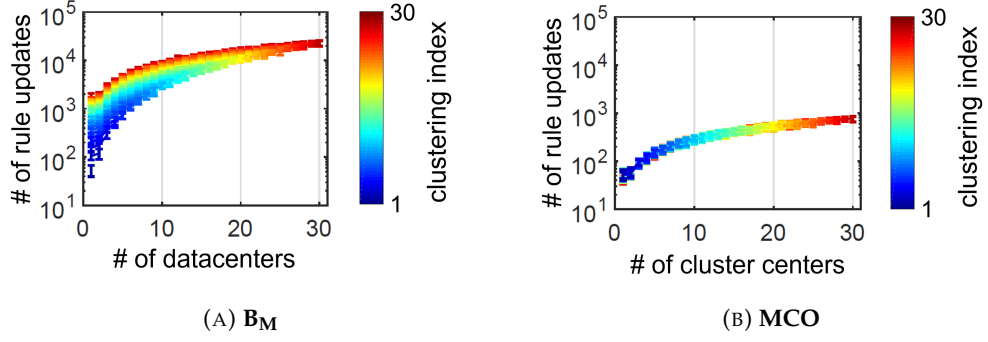 10^5
10^4
10^3
10^2
10^1
# of rule updates
0
10
20
30
# of datacenters
30
1
clustering index
10^5
10^4
10^3
10^2
10^1
# of rule updates
0
10
20
30
# of cluster centers
30
1
clustering index
(A) B_M
(B) MCO